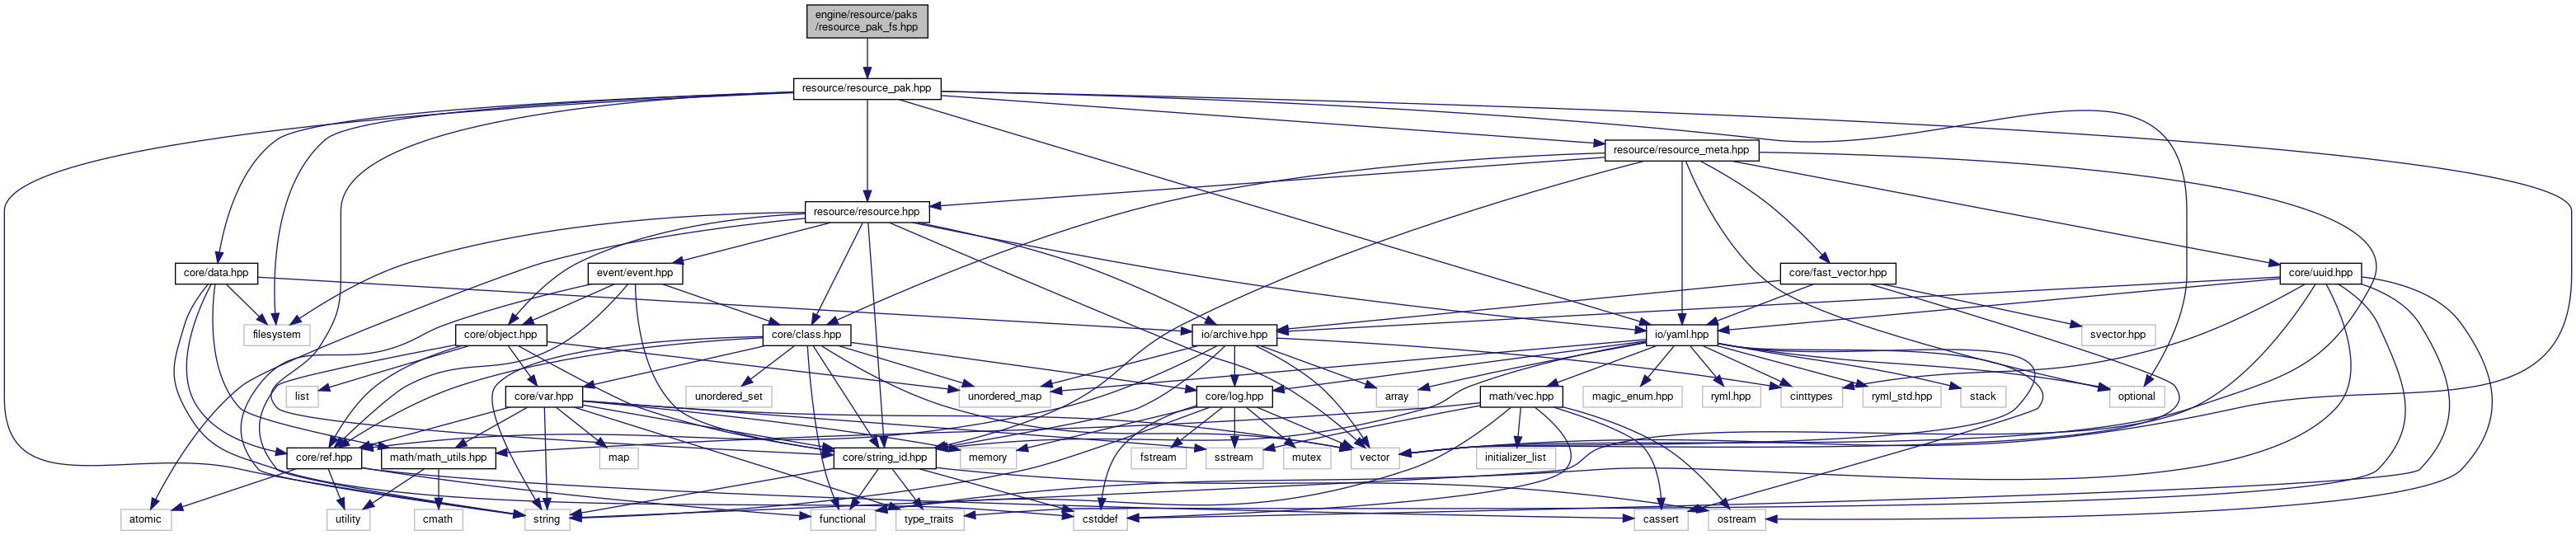 engine/resource/paks
/resource_pak_fs.hpp
resource/resource_pak.hpp
resource/resource_meta.hpp
resource/resource.hpp
core/data.hpp
event/event.hpp
core/fast_vector.hpp
core/uuid.hpp
filesystem
core/object.hpp
core/class.hpp
io/archive.hpp
io/yaml.hpp
svector.hpp
list
core/var.hpp
unordered_set
unordered_map
core/log.hpp
array
math/vec.hpp
magic_enum.hpp
ryml.hpp
cinttypes
ryml_std.hpp
stack
optional
core/ref.hpp
math/math_utils.hpp
map
core/string_id.hpp
memory
fstream
sstream
mutex
vector
initializer_list
atomic
utility
cmath
string
functional
type_traits
cstddef
cassert
ostream